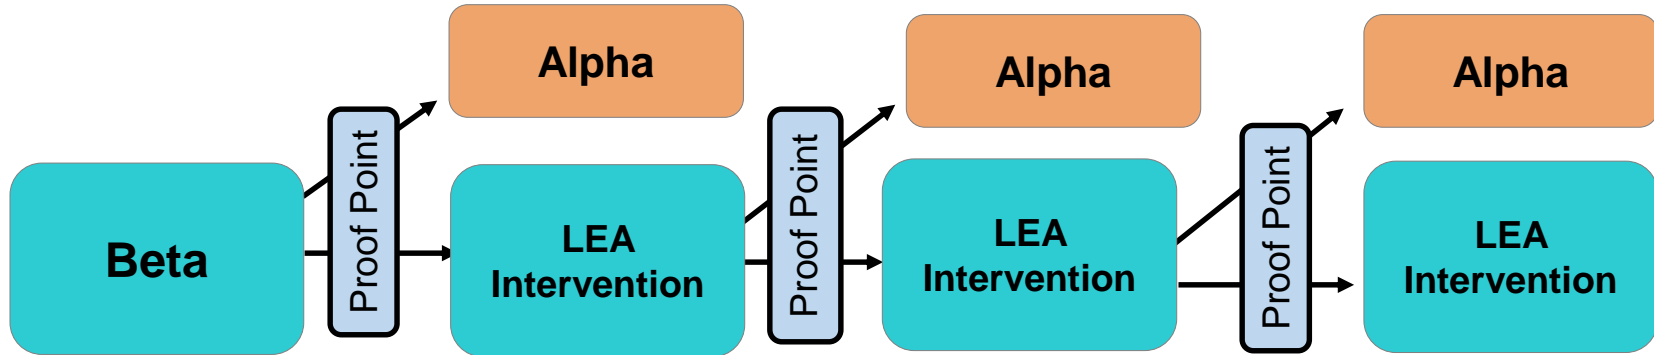 Beta
Proof Point
Alpha
LEA
Intervention
Proof Point
Alpha
LEA
Intervention
Proof Point
Alpha
LEA
Intervention